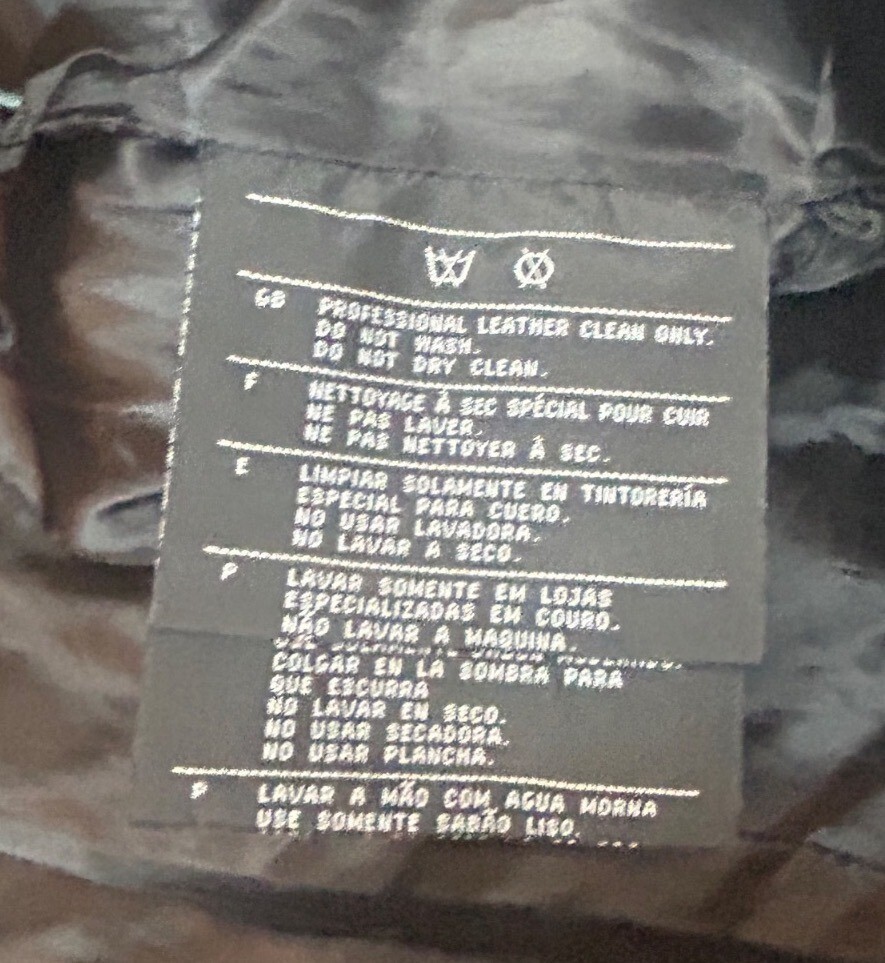 GB PROFESSIONAL LEATHER CLEAN ONLY.
DO NOT WASH.
DO NOT DRY CLEAN.
F NETTOYAGE À SEC SPÉCIAL POUR CUIR
NE PAS LAVER.
NE PAS NETTOYER À SEC.
E LIMPIAR SOLAMENTE EN TINTORERÍA
ESPECIAL PARA CUERO.
NO USAR LAVADORA.
NO LAVAR A SECO.
P LAVAR SOMENTE EM LOJAS
ESPECIALIZADAS EM COURO.
NÃO LAVAR A MAQUINA.
COLGAR EN LA SOMBRA PARA
QUE ESCURRA
NO LAVAR EN SECO.
NO USAR SECADORA.
NO USAR PLANCHA.
P LAVAR A MÃO COM AGUA MORNA
USE SOMENTE SABÃO LISO.